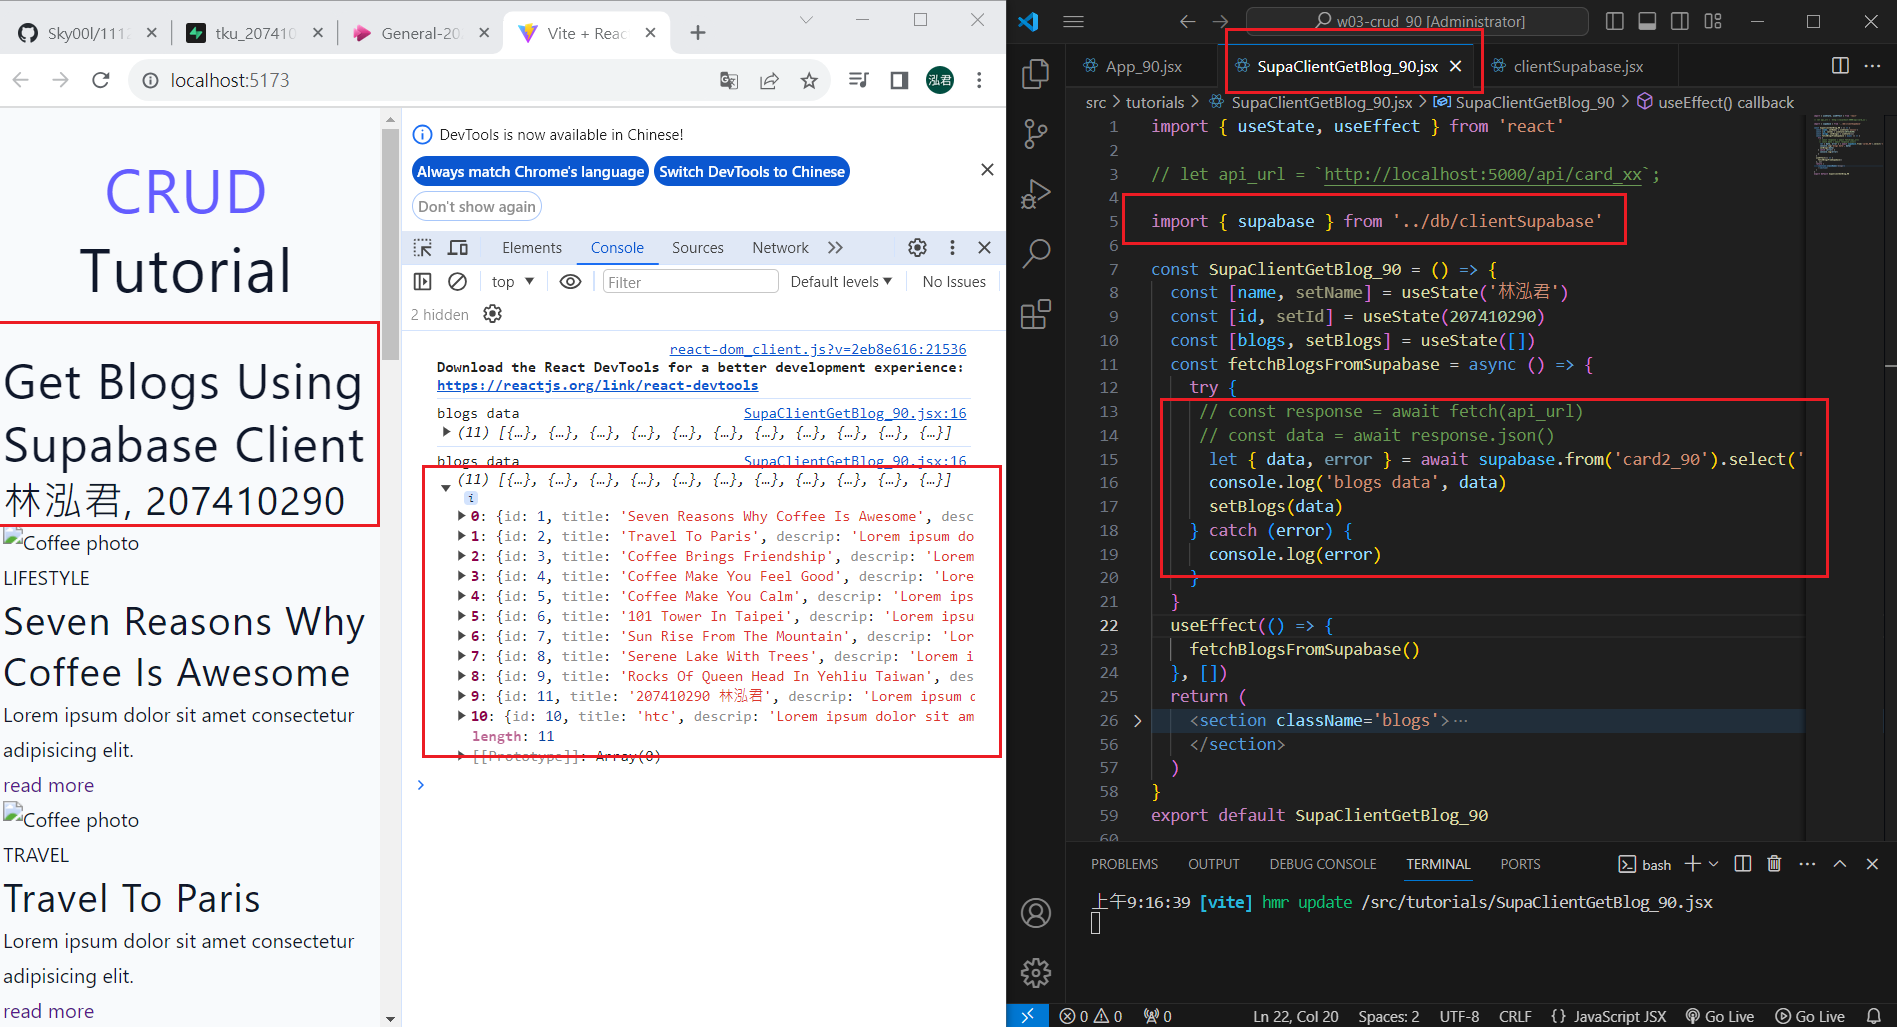 Sky00l/1112
tku_207410
General-202
Vite + Reac
localhost:5173
泓君
CRUD
Tutorial
Get Blogs Using
Supabase Client
林泓君, 207410290
Coffee photo
LIFESTYLE
Seven Reasons Why
Coffee Is Awesome
Lorem ipsum dolor sit amet consectetur
adipisicing elit.
read more
Coffee photo
TRAVEL
Travel To Paris
Lorem ipsum dolor sit amet consectetur
adipisicing elit.
read more
DevTools is now available in Chinese!
Always match Chrome's language
Switch DevTools to Chinese
Don't show again
Elements Console Sources Network
top Filter Default levels No Issues
2 hidden
react-dom_client.js?v=2eb8e616:21536
Download the React DevTools for a better development experience:
https://reactjs.org/link/react-devtools
blogs data SupaClientGetBlog_90.jsx:16
(11) [{…}, {…}, {…}, {…}, {…}, {…}, {…}, {…}, {…}, {…}, {…}]
blogs data SupaClientGetBlog_90.jsx:16
(11) [{…}, {…}, {…}, {…}, {…}, {…}, {…}, {…}, {…}, {…}, {…}]
i
0: {id: 1, title: 'Seven Reasons Why Coffee Is Awesome', desc
1: {id: 2, title: 'Travel To Paris', descrip: 'Lorem ipsum do
2: {id: 3, title: 'Coffee Brings Friendship', descrip: 'Lorem
3: {id: 4, title: 'Coffee Make You Feel Good', descrip: 'Lore
4: {id: 5, title: 'Coffee Make You Calm', descrip: 'Lorem ips
5: {id: 6, title: '101 Tower In Taipei', descrip: 'Lorem ipsu
6: {id: 7, title: 'Sun Rise From The Mountain', descrip: 'Lor
7: {id: 8, title: 'Serene Lake With Trees', descrip: 'Lorem i
8: {id: 9, title: 'Rocks Of Queen Head In Yehliu Taiwan', des
9: {id: 11, title: '207410290 林泓君', descrip: 'Lorem ipsum d
10: {id: 10, title: 'htc', descrip: 'Lorem ipsum dolor sit am
length: 11
[[Prototype]]: Array(0)
w03-crud_90 [Administrator]
App_90.jsx
SupaClientGetBlog_90.jsx
clientSupabase.jsx
src > tutorials > SupaClientGetBlog_90.jsx > SupaClientGetBlog_90 > useEffect() callback
1 import { useState, useEffect } from 'react'
2
3 // let api_url = `http://localhost:5000/api/card_xx`;
4
5 import { supabase } from '../db/clientSupabase'
6
7 const SupaClientGetBlog_90 = () => {
8 const [name, setName] = useState('林泓君')
9 const [id, setId] = useState(207410290)
10 const [blogs, setBlogs] = useState([])
11 const fetchBlogsFromSupabase = async () => {
12 try {
13 // const response = await fetch(api_url)
14 // const data = await response.json()
15 let { data, error } = await supabase.from('card2_90').select('
16 console.log('blogs data', data)
17 setBlogs(data)
18 } catch (error) {
19 console.log(error)
20 }
21 }
22 useEffect(() => {
23 fetchBlogsFromSupabase()
24 }, [])
25 return (
26 <section className='blogs'>…
56 </section>
57 )
58 }
59 export default SupaClientGetBlog_90
60
PROBLEMS OUTPUT DEBUG CONSOLE TERMINAL PORTS
bash
上午9:16:39 [vite] hmr update /src/tutorials/SupaClientGetBlog_90.jsx
0 0 0
Ln 22, Col 20 Spaces: 2 UTF-8 CRLF {} JavaScript JSX Go Live Go Live